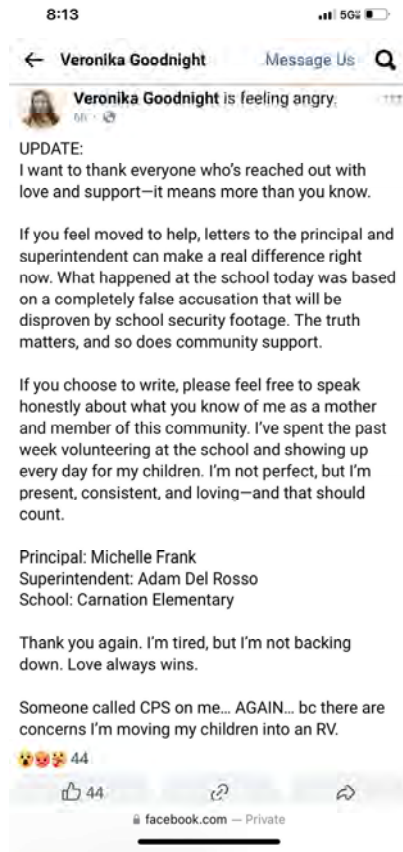 8:13
5G
Veronika Goodnight
Message Us
Veronika Goodnight is feeling angry.
6h
UPDATE:
I want to thank everyone who's reached out with
love and support—it means more than you know.
If you feel moved to help, letters to the principal and
superintendent can make a real difference right
now. What happened at the school today was based
on a completely false accusation that will be
disproven by school security footage. The truth
matters, and so does community support.
If you choose to write, please feel free to speak
honestly about what you know of me as a mother
and member of this community. I've spent the past
week volunteering at the school and showing up
every day for my children. I'm not perfect, but I'm
present, consistent, and loving—and that should
count.
Principal: Michelle Frank
Superintendent: Adam Del Rosso
School: Carnation Elementary
Thank you again. I'm tired, but I'm not backing
down. Love always wins.
Someone called CPS on me... AGAIN... bc there are
concerns I'm moving my children into an RV.
44
44
facebook.com — Private